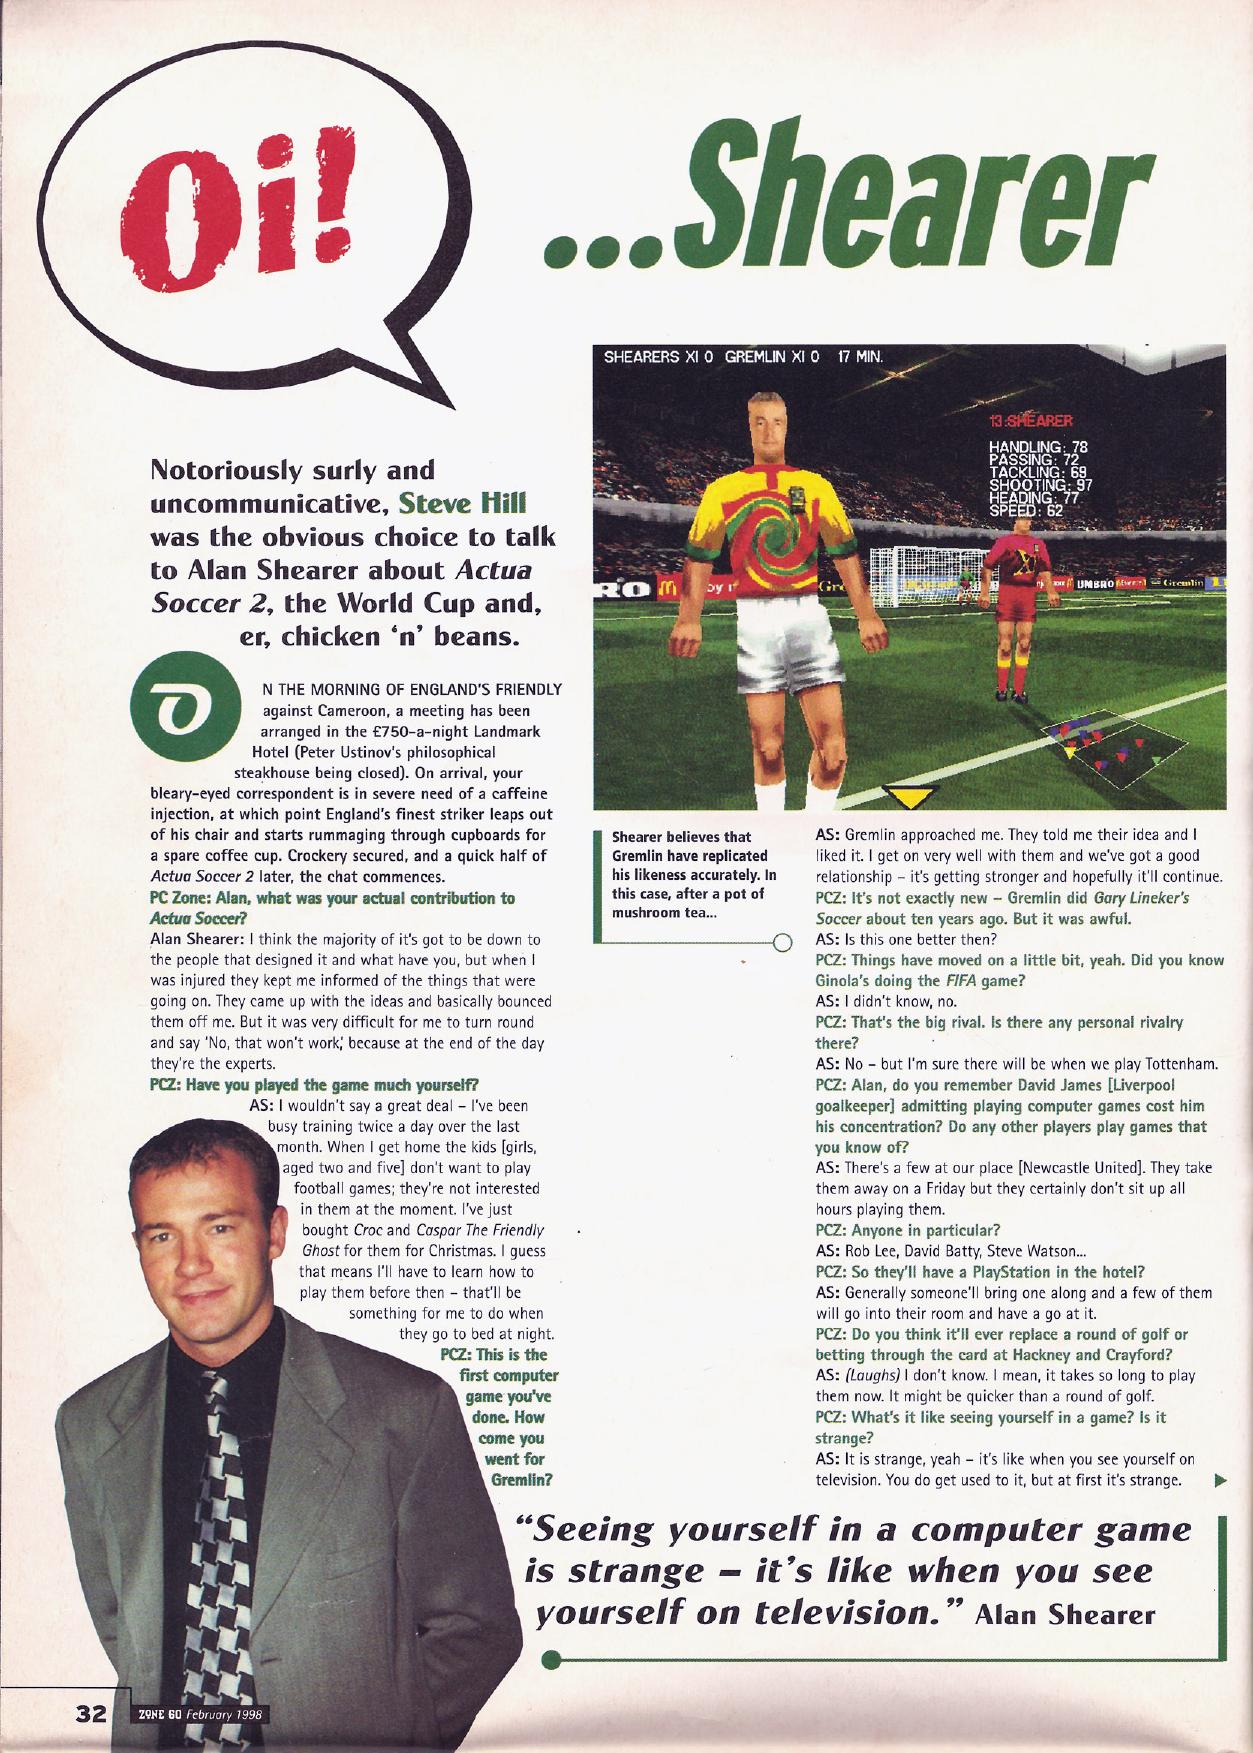 Oi!
...Shearer
Notoriously surly and
uncommunicative, Steve Hill
was the obvious choice to talk
to Alan Shearer about Actua
Soccer 2, the World Cup and,
er, chicken ‘n’ beans.
ON THE MORNING OF ENGLAND'S FRIENDLY
against Cameroon, a meeting has been
arranged in the £750-a-night Landmark
Hotel (Peter Ustinov's philosophical
steakhouse being closed). On arrival, your
bleary-eyed correspondent is in severe need of a caffeine
injection, at which point England's finest striker leaps out
of his chair and starts rummaging through cupboards for
a spare coffee cup. Crockery secured, and a quick half of
Actua Soccer 2 later, the chat commences.
PC Zone: Alan, what was your actual contribution to
Actua Soccer?
Alan Shearer: I think the majority of it's got to be down to
the people that designed it and what have you, but when I
was injured they kept me informed of the things that were
going on. They came up with the ideas and basically bounced
them off me. But it was very difficult for me to turn round
and say 'No, that won't work,' because at the end of the day
they're the experts.
PCZ: Have you played the game much yourself?
AS: I wouldn't say a great deal – I've been
busy training twice a day over the last
month. When I get home the kids [girls,
aged two and five] don't want to play
football games; they're not interested
in them at the moment. I've just
bought Croc and Caspar The Friendly
Ghost for them for Christmas. I guess
that means I'll have to learn how to
play them before then – that'll be
something for me to do when
they go to bed at night.
PCZ: This is the
first computer
game you've
done. How
come you
went for
Gremlin?
SHEARERS XI 0 GREMLIN XI 0 17 MIN.
13:SHEARER
HANDLING: 78
PASSING: 72
TACKLING: 69
SHOOTING: 97
HEADING: 77
SPEED: 62
UMBRO Gremlin
Shearer believes that
Gremlin have replicated
his likeness accurately. In
this case, after a pot of
mushroom tea...
AS: Gremlin approached me. They told me their idea and I
liked it. I get on very well with them and we've got a good
relationship – it's getting stronger and hopefully it'll continue.
PCZ: It's not exactly new – Gremlin did Gary Lineker's
Soccer about ten years ago. But it was awful.
AS: Is this one better then?
PCZ: Things have moved on a little bit, yeah. Did you know
Ginola's doing the FIFA game?
AS: I didn't know, no.
PCZ: That's the big rival. Is there any personal rivalry
there?
AS: No – but I'm sure there will be when we play Tottenham.
PCZ: Alan, do you remember David James [Liverpool
goalkeeper] admitting playing computer games cost him
his concentration? Do any other players play games that
you know of?
AS: There's a few at our place [Newcastle United]. They take
them away on a Friday but they certainly don't sit up all
hours playing them.
PCZ: Anyone in particular?
AS: Rob Lee, David Batty, Steve Watson...
PCZ: So they'll have a PlayStation in the hotel?
AS: Generally someone'll bring one along and a few of them
will go into their room and have a go at it.
PCZ: Do you think it'll ever replace a round of golf or
betting through the card at Hackney and Crayford?
AS: (Laughs) I don't know. I mean, it takes so long to play
them now. It might be quicker than a round of golf.
PCZ: What's it like seeing yourself in a game? Is it
strange?
AS: It is strange, yeah – it's like when you see yourself on
television. You do get used to it, but at first it's strange.
“Seeing yourself in a computer game
is strange – it's like when you see
yourself on television.” Alan Shearer
32 ZONE 60 February 1998